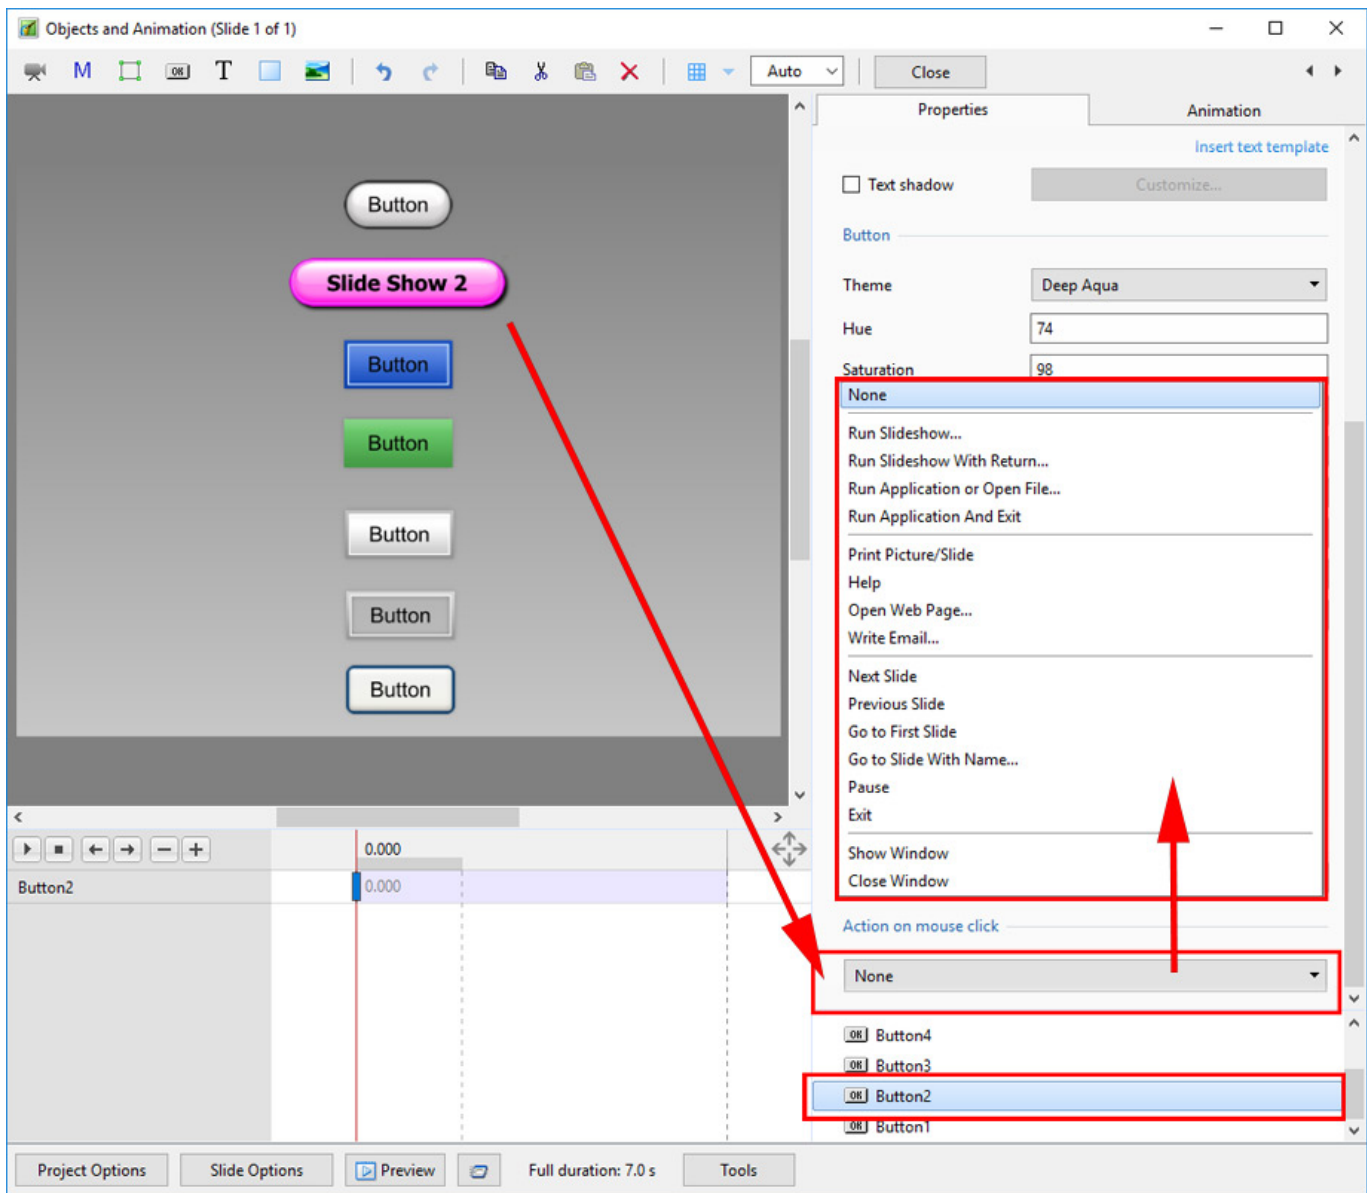 Objects and Animation (Slide 1 of 1)
M
OK
T
Auto
Close
Properties
Animation
Insert text template
Text shadow
Customize...
Button
Theme
Deep Aqua
Hue
74
Saturation
98
None
Run Slideshow...
Run Slideshow With Return...
Run Application or Open File...
Run Application And Exit
Print Picture/Slide
Help
Open Web Page...
Write Email...
Next Slide
Previous Slide
Go to First Slide
Go to Slide With Name...
Pause
Exit
Show Window
Close Window
Action on mouse click
None
OK Button4
OK Button3
OK Button2
OK Button1
Button
Slide Show 2
Button
Button
Button
Button
Button
0.000
Button2
0.000
Project Options
Slide Options
Preview
Full duration: 7.0 s
Tools